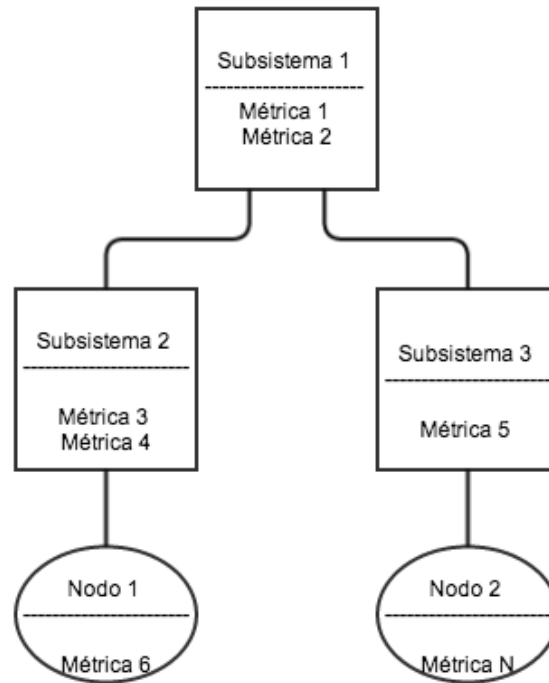 Subsistema 1
Métrica 1
Métrica 2
Subsistema 2
Métrica 3
Métrica 4
Subsistema 3
Métrica 5
Nodo 1
Métrica 6
Nodo 2
Métrica N